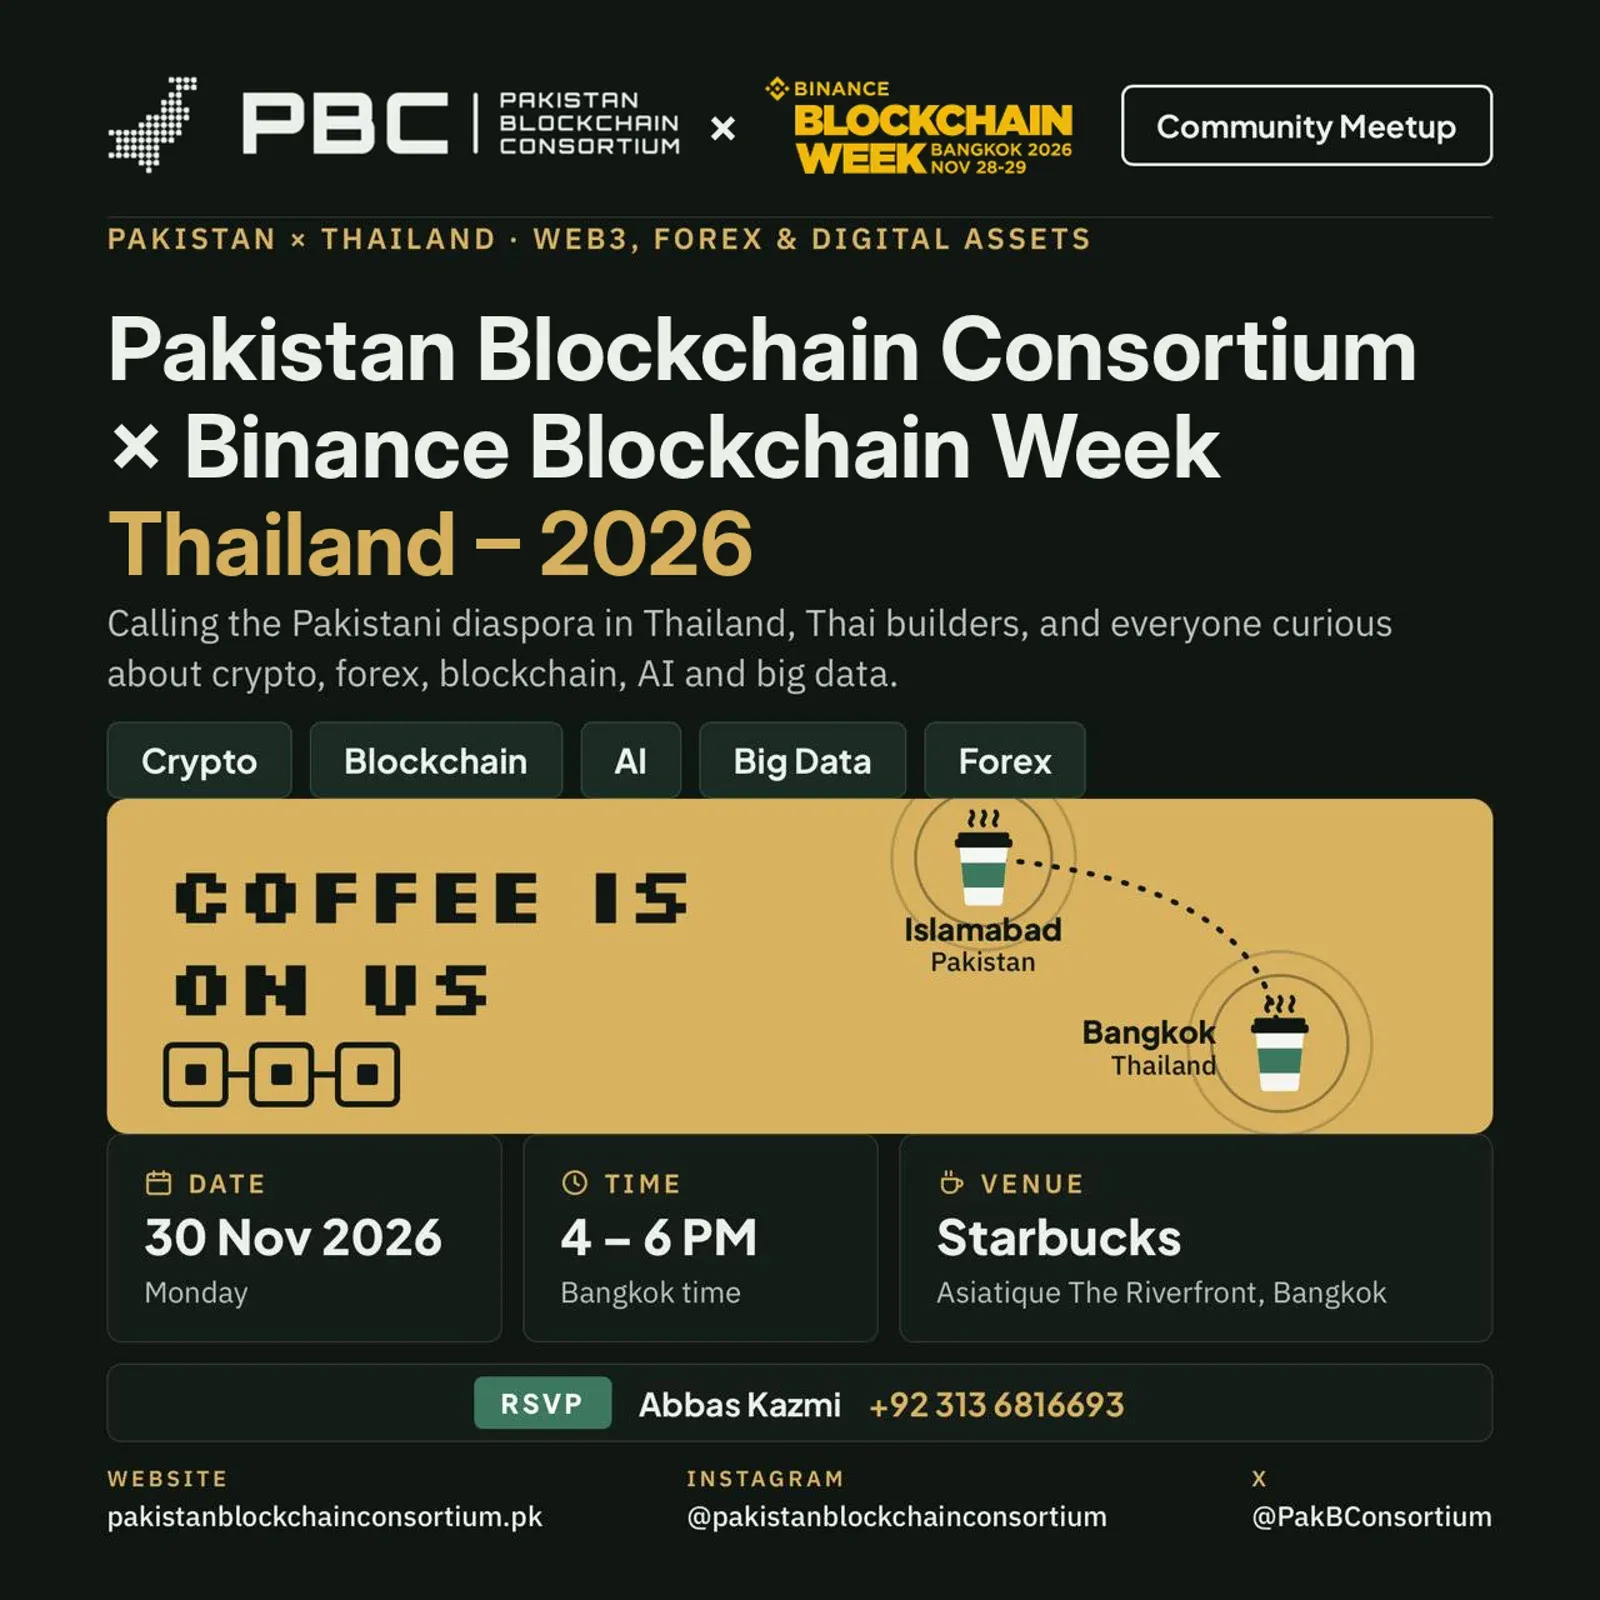 PBC
PAKISTAN
BLOCKCHAIN
CONSORTIUM
×
BINANCE
BLOCKCHAIN
WEEK
BANGKOK 2026
NOV 28-29
Community Meetup
PAKISTAN × THAILAND · WEB3, FOREX & DIGITAL ASSETS
Pakistan Blockchain Consortium
× Binance Blockchain Week
Thailand – 2026
Calling the Pakistani diaspora in Thailand, Thai builders, and everyone curious
about crypto, forex, blockchain, AI and big data.
Crypto
Blockchain
AI
Big Data
Forex
COFFEE IS
ON US
Islamabad
Pakistan
Bangkok
Thailand
DATE
30 Nov 2026
Monday
TIME
4 – 6 PM
Bangkok time
VENUE
Starbucks
Asiatique The Riverfront, Bangkok
RSVP
Abbas Kazmi
+92 313 6816693
WEBSITE
pakistanblockchainconsortium.pk
INSTAGRAM
@pakistanblockchainconsortium
X
@PakBConsortium